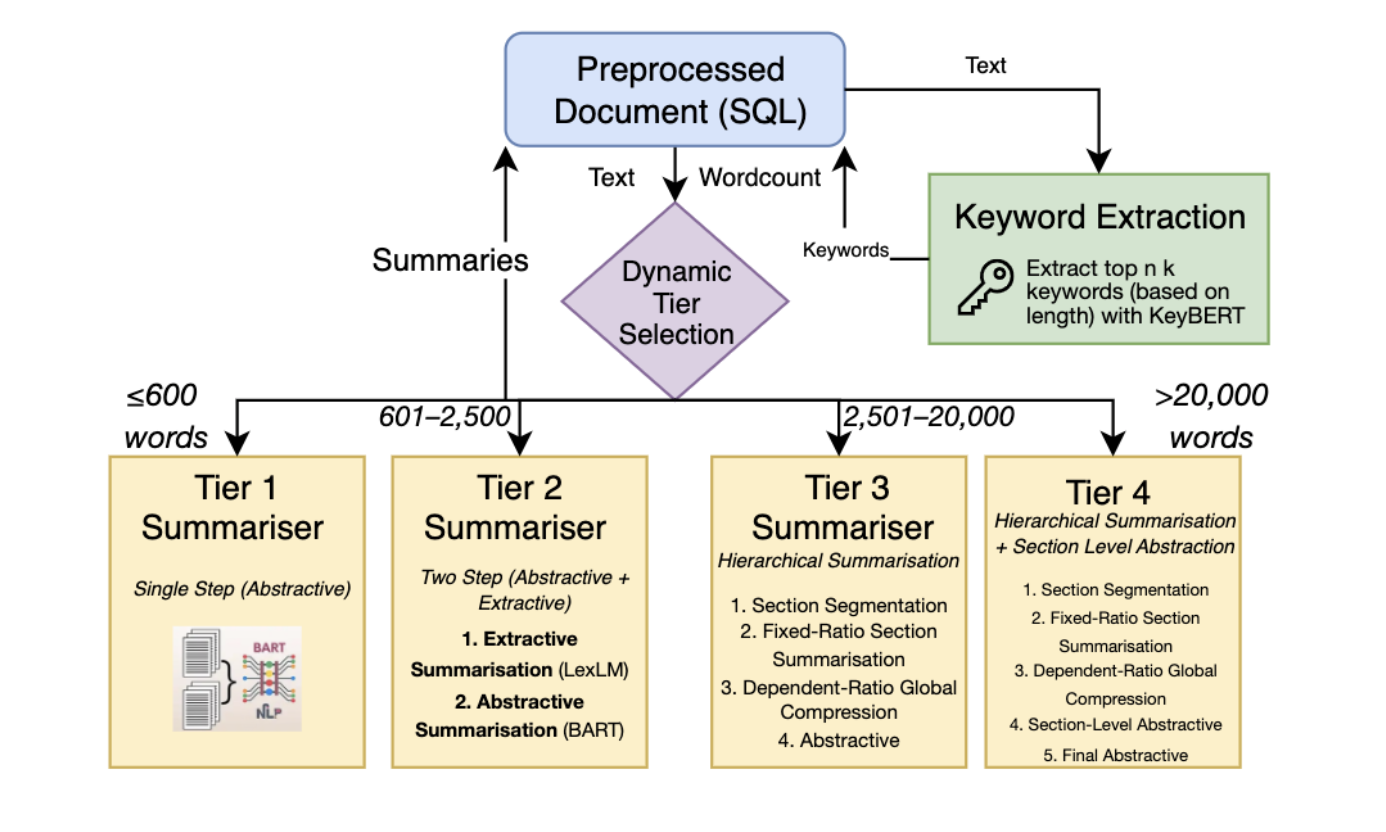 Preprocessed
Document (SQL)
Text
Text
Wordcount
Keywords
Keyword Extraction
Extract top n k
keywords (based on
length) with KeyBERT
Summaries
Dynamic
Tier
Selection
≤600
words
601–2,500
2,501–20,000
>20,000
words
Tier 1
Summariser
Single Step (Abstractive)
BART
NLP
Tier 2
Summariser
Two Step (Abstractive +
Extractive)
1. Extractive
Summarisation (LexLM)
2. Abstractive
Summarisation (BART)
Tier 3
Summariser
Hierarchical Summarisation
1. Section Segmentation
2. Fixed-Ratio Section
Summarisation
3. Dependent-Ratio Global
Compression
4. Abstractive
Tier 4
Hierarchical Summarisation
+ Section Level Abstraction
1. Section Segmentation
2. Fixed-Ratio Section
Summarisation
3. Dependent-Ratio Global
Compression
4. Section-Level Abstractive
5. Final Abstractive